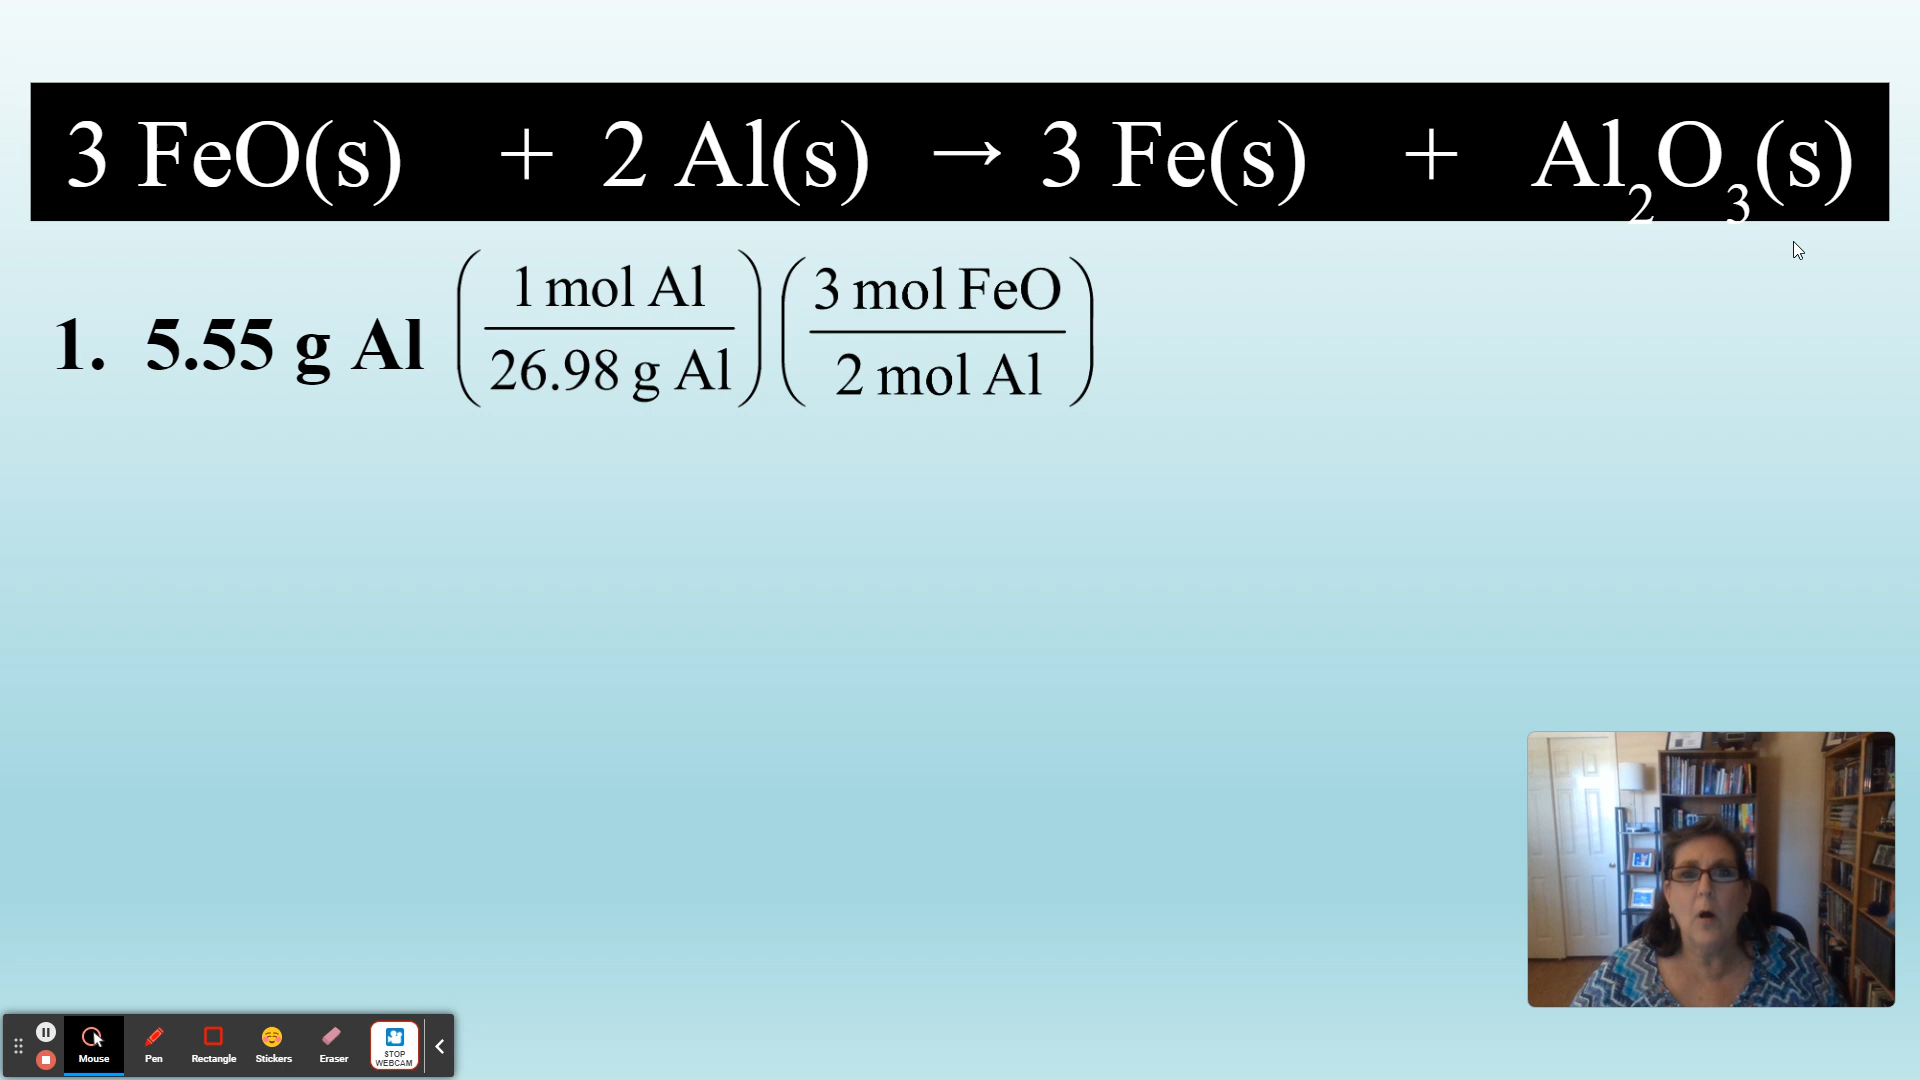 3 FeO(s) + 2 Al(s) → 3 Fe(s) + Al₂O₃(s)
1. 5.55 g Al (1 mol Al / 26.98 g Al) (3 mol FeO / 2 mol Al)
Mouse Pen Rectangle Stickers Eraser STOP WEBCAM